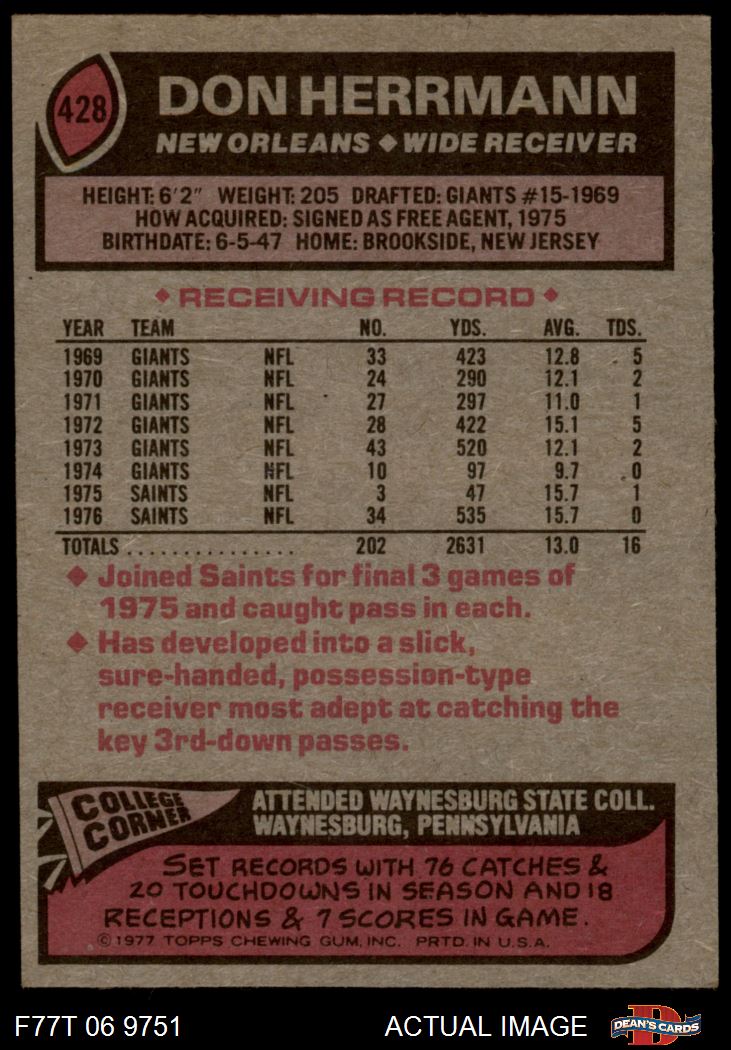 428
DON HERRMANN
NEW ORLEANS ◆ WIDE RECEIVER
HEIGHT: 6'2" WEIGHT: 205 DRAFTED: GIANTS #15-1969
HOW ACQUIRED: SIGNED AS FREE AGENT, 1975
BIRTHDATE: 6-5-47 HOME: BROOKSIDE, NEW JERSEY
◆ RECEIVING RECORD ◆
YEAR TEAM NO. YDS. AVG. TDS.
1969 GIANTS NFL 33 423 12.8 5
1970 GIANTS NFL 24 290 12.1 2
1971 GIANTS NFL 27 297 11.0 1
1972 GIANTS NFL 28 422 15.1 5
1973 GIANTS NFL 43 520 12.1 2
1974 GIANTS NFL 10 97 9.7 0
1975 SAINTS NFL 3 47 15.7 1
1976 SAINTS NFL 34 535 15.7 0
TOTALS . . . . . . . . . . . . . . . 202 2631 13.0 16
◆ Joined Saints for final 3 games of
1975 and caught pass in each.
◆ Has developed into a slick,
sure-handed, possession-type
receiver most adept at catching the
key 3rd-down passes.
COLLEGE
CORNER
ATTENDED WAYNESBURG STATE COLL.
WAYNESBURG, PENNSYLVANIA
SET RECORDS WITH 76 CATCHES &
20 TOUCHDOWNS IN SEASON AND 18
RECEPTIONS & 7 SCORES IN GAME.
© 1977 TOPPS CHEWING GUM, INC. PRTD. IN U.S.A.
F77T 06 9751 ACTUAL IMAGE
D
DEAN'S CARDS